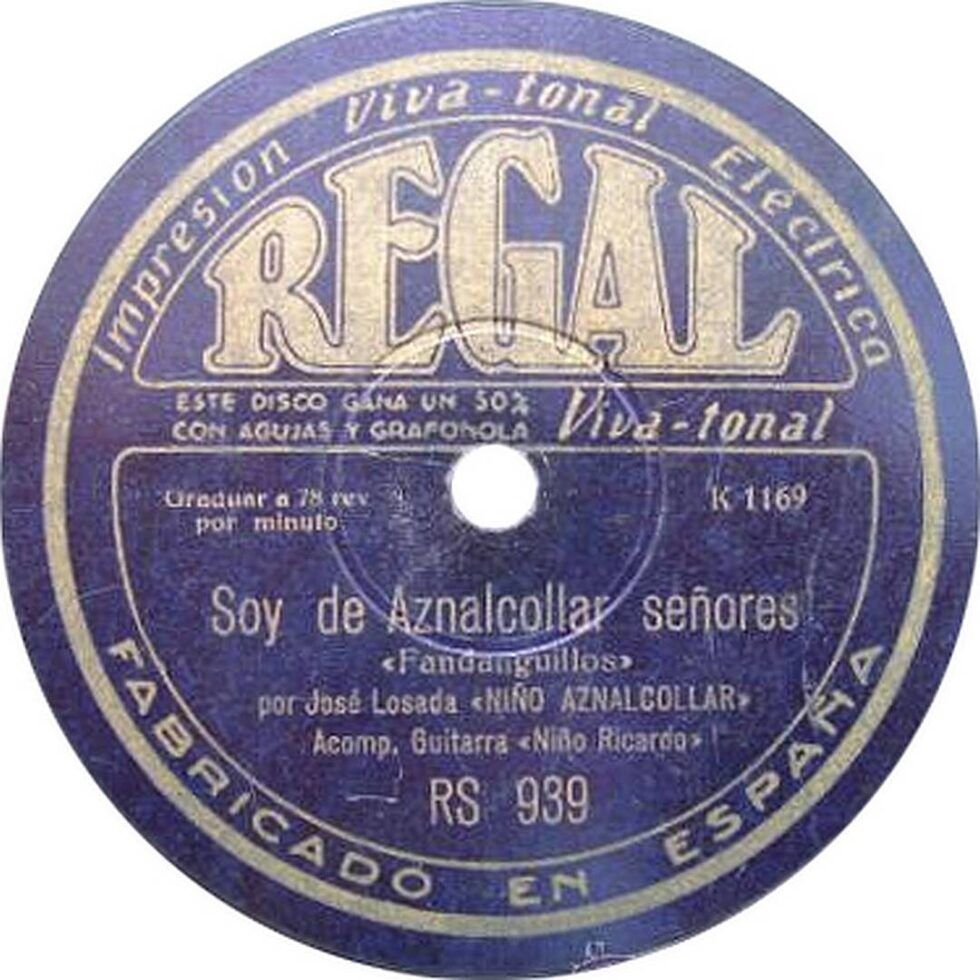 Impresion Viva-tonal Eléctrica
REGAL
ESTE DISCO GANA UN 50%
CON AGUJAS Y GRAFONOLA
Viva-tonal
Graduar a 78 rev
por minuto
K 1169
Soy de Aznalcollar señores
«Fandanguillos»
por José Losada «NIÑO AZNALCOLLAR»
Acomp. Guitarra «Niño Ricardo»
RS 939
FABRICADO EN ESPAÑA